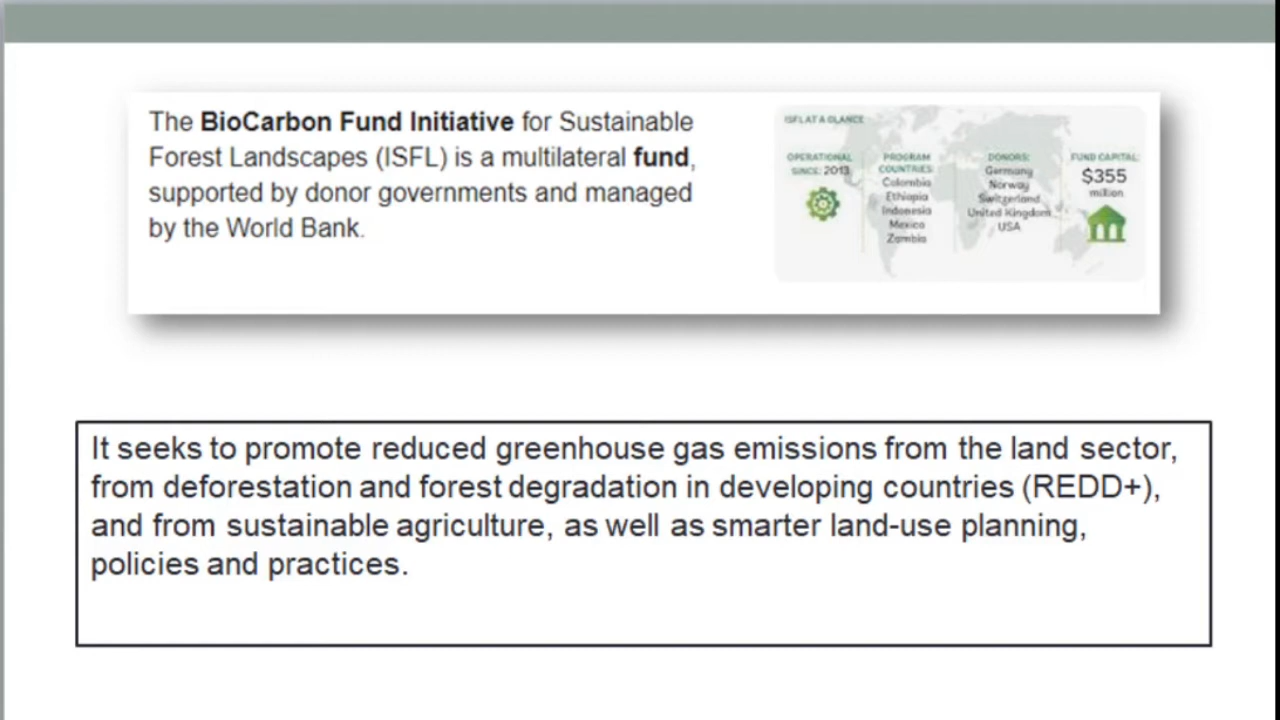 The BioCarbon Fund Initiative for Sustainable
Forest Landscapes (ISFL) is a multilateral fund,
supported by donor governments and managed
by the World Bank.
ISFL AT A GLANCE
OPERATIONAL
SINCE: 2013
PROGRAM
COUNTRIES:
Colombia
Ethiopia
Indonesia
Mexico
Zambia
DONORS:
Germany
Norway
Switzerland
United Kingdom
USA
FUND CAPITAL:
$355
million
It seeks to promote reduced greenhouse gas emissions from the land sector,
from deforestation and forest degradation in developing countries (REDD+),
and from sustainable agriculture, as well as smarter land-use planning,
policies and practices.